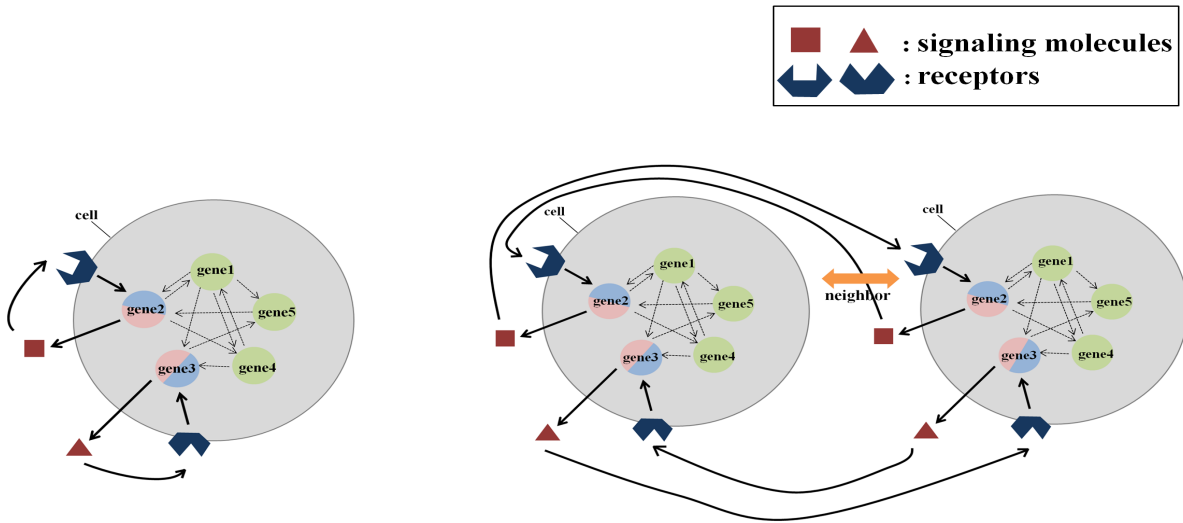 : signaling molecules
: receptors
cell
gene1
gene2
gene5
gene3
gene4
cell
gene1
gene2
gene5
gene3
gene4
neighbor
cell
gene1
gene2
gene5
gene3
gene4